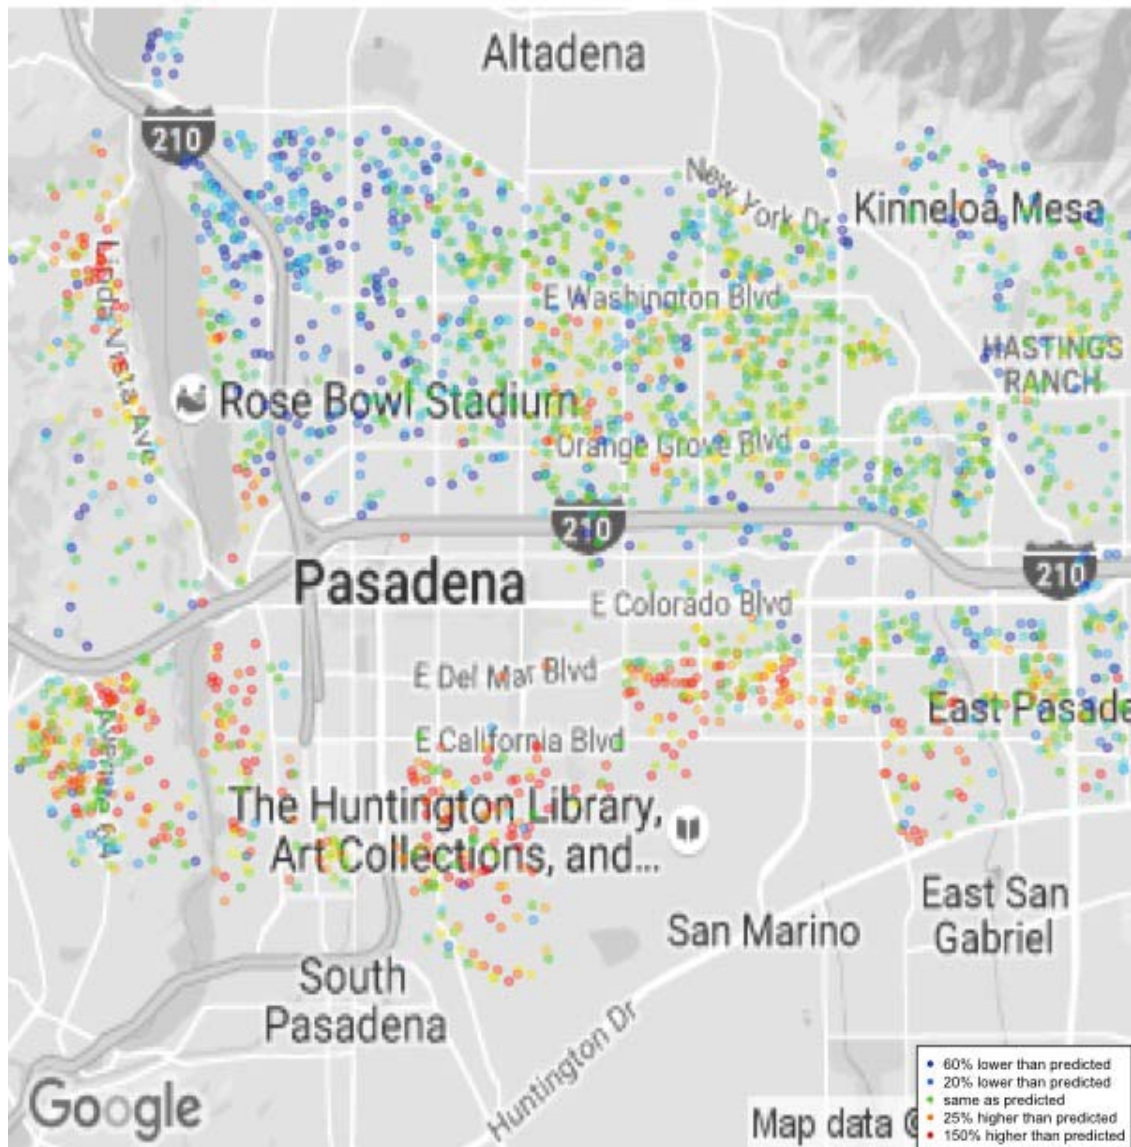 Altadena
210
New York Dr
Kinneloa Mesa
Linda Vista Ave
E Washington Blvd
HASTINGS
RANCH
Rose Bowl Stadium
Orange Grove Blvd
210
Pasadena
210
E Colorado Blvd
E Del Mar Blvd
East Pasade
Avenue 64
E California Blvd
The Huntington Library,
Art Collections, and...
East San
Gabriel
San Marino
South
Pasadena
Huntington Dr
60% lower than predicted
20% lower than predicted
same as predicted
25% higher than predicted
150% higher than predicted
Google
Map data ©